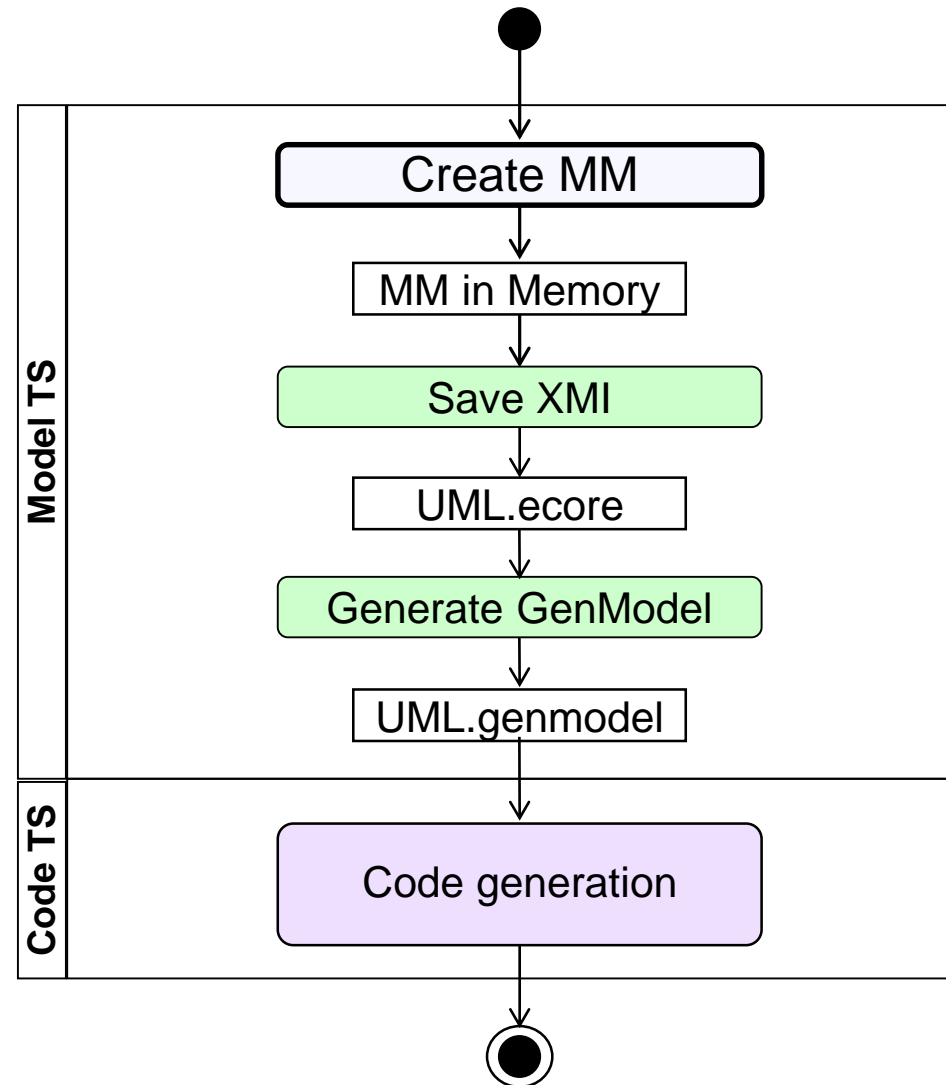 Create MM
MM in Memory
Save XMI
UML.ecore
Generate GenModel
UML.genmodel
Model TS
Code generation
Code TS